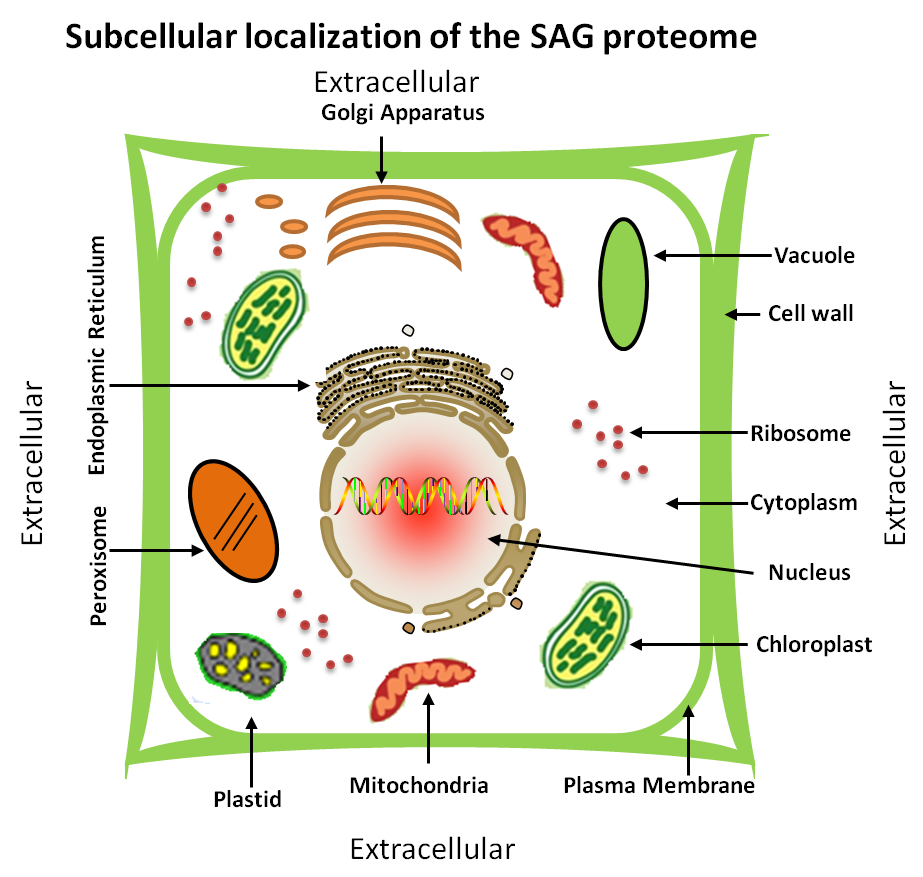 Subcellular localization of the SAG proteome
Extracellular
Golgi Apparatus
Endoplasmic Reticulum
Vacuole
Cell wall
Extracellular
Extracellular
Ribosome
Cytoplasm
Peroxisome
Nucleus
Chloroplast
Plastid
Mitochondria
Plasma Membrane
Extracellular